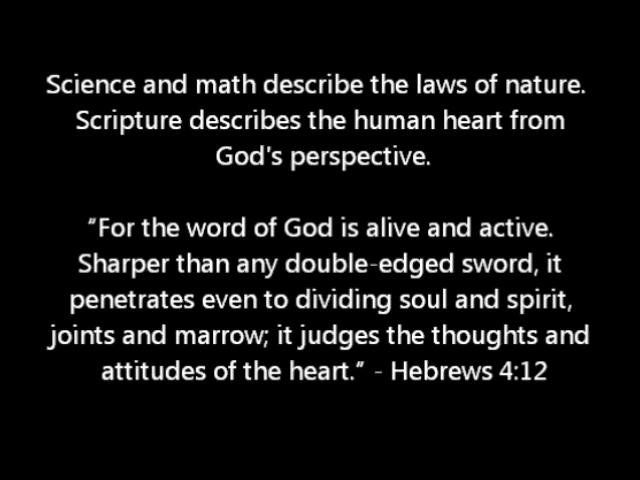 Science and math describe the laws of nature.
Scripture describes the human heart from
God's perspective.
“For the word of God is alive and active.
Sharper than any double-edged sword, it
penetrates even to dividing soul and spirit,
joints and marrow; it judges the thoughts and
attitudes of the heart.” - Hebrews 4:12